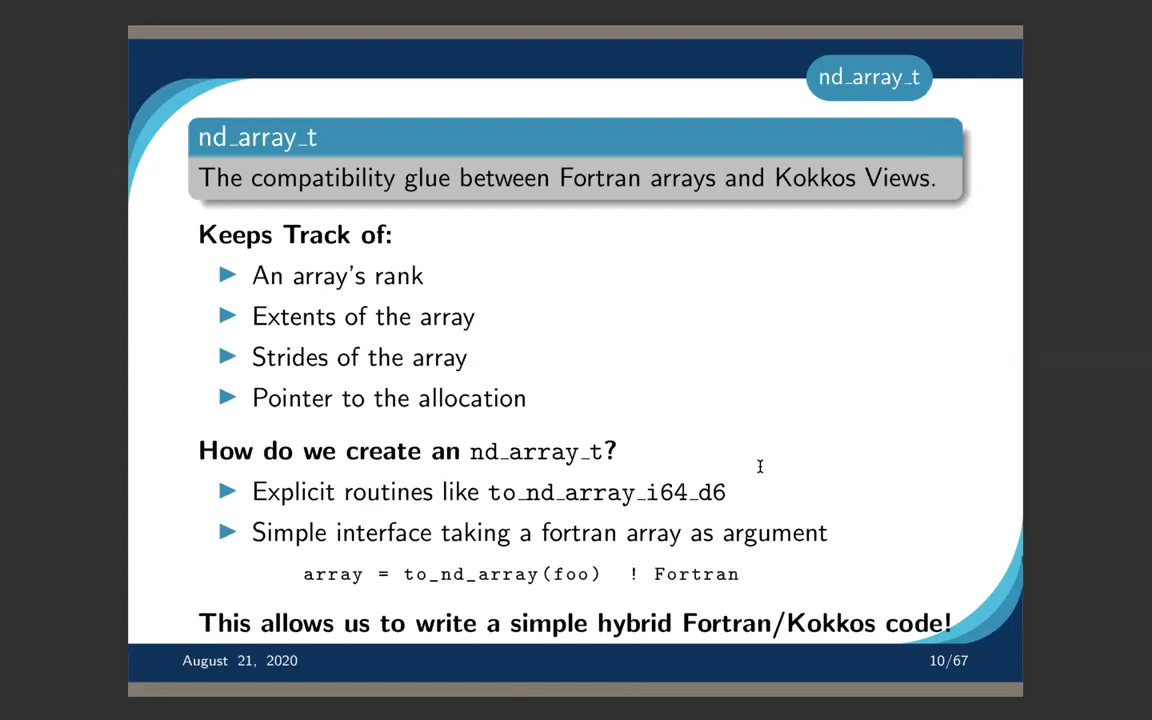 nd_array_t
nd_array_t
The compatibility glue between Fortran arrays and Kokkos Views.
Keeps Track of:
▶ An array's rank
▶ Extents of the array
▶ Strides of the array
▶ Pointer to the allocation
How do we create an nd_array_t?
▶ Explicit routines like to_nd_array_i64_d6
▶ Simple interface taking a fortran array as argument
array = to_nd_array(foo)  ! Fortran
This allows us to write a simple hybrid Fortran/Kokkos code!
August 21, 2020
10/67